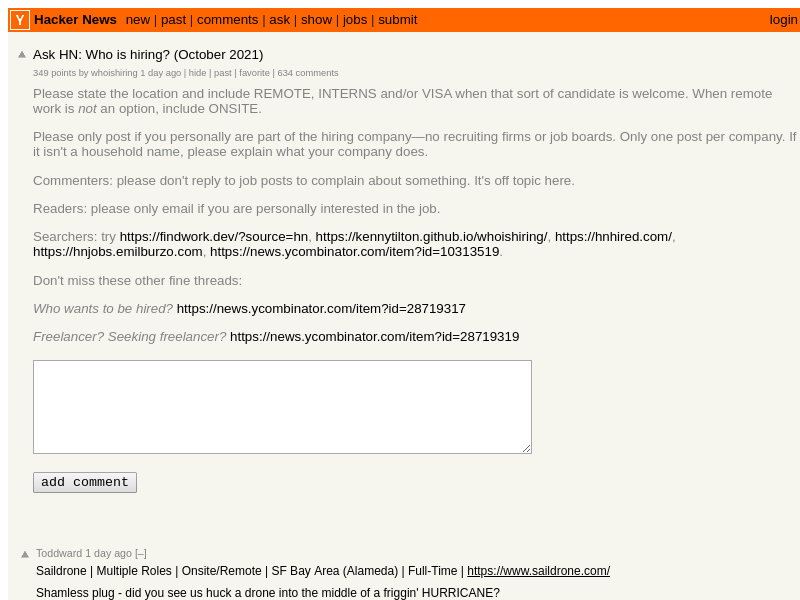 Y Hacker News new | past | comments | ask | show | jobs | submit login
Ask HN: Who is hiring? (October 2021)
349 points by whoishiring 1 day ago | hide | past | favorite | 634 comments
Please state the location and include REMOTE, INTERNS and/or VISA when that sort of candidate is welcome. When remote
work is not an option, include ONSITE.
Please only post if you personally are part of the hiring company—no recruiting firms or job boards. Only one post per company. If
it isn't a household name, please explain what your company does.
Commenters: please don't reply to job posts to complain about something. It's off topic here.
Readers: please only email if you are personally interested in the job.
Searchers: try https://findwork.dev/?source=hn, https://kennytilton.github.io/whoishiring/, https://hnhired.com/,
https://hnjobs.emilburzo.com, https://news.ycombinator.com/item?id=10313519.
Don't miss these other fine threads:
Who wants to be hired? https://news.ycombinator.com/item?id=28719317
Freelancer? Seeking freelancer? https://news.ycombinator.com/item?id=28719319
add comment
Toddward 1 day ago [–]
Saildrone | Multiple Roles | Onsite/Remote | SF Bay Area (Alameda) | Full-Time | https://www.saildrone.com/
Shamless plug - did you see us huck a drone into the middle of a friggin' HURRICANE?